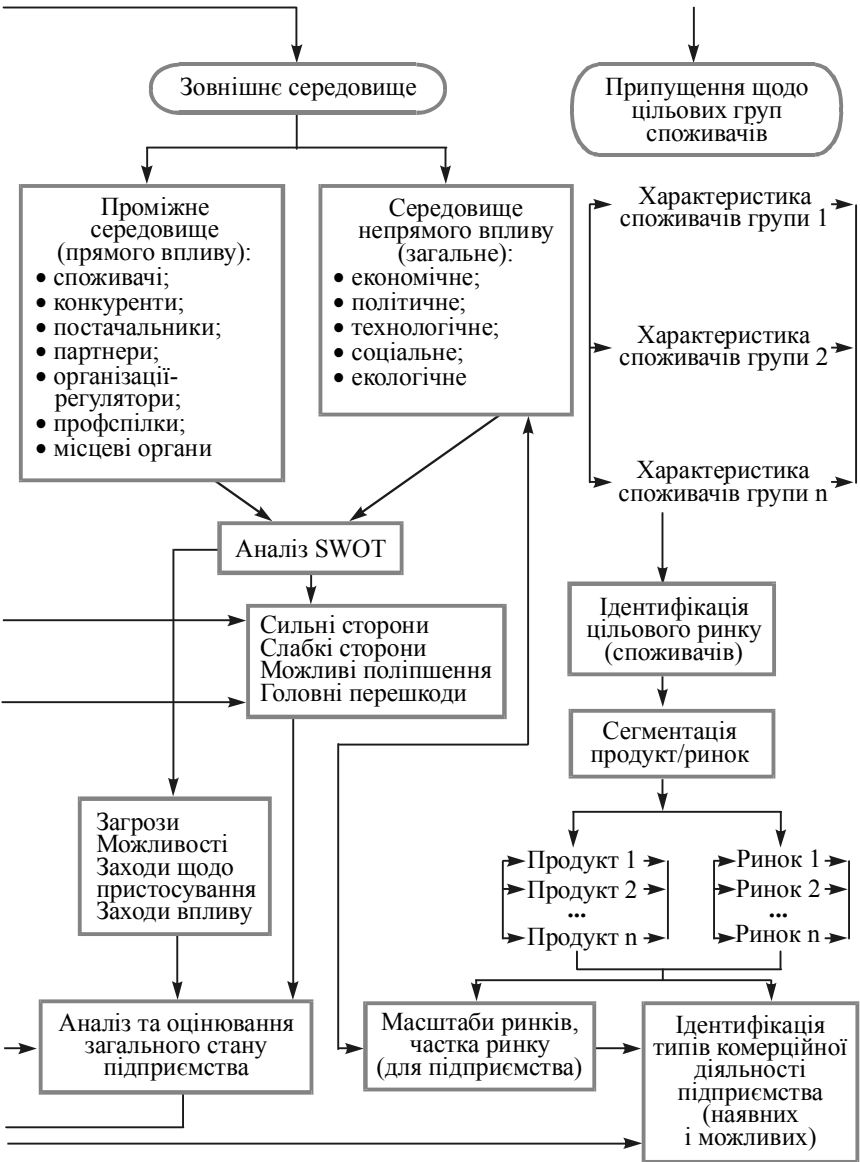 Зовнішнє середовище
Припущення щодо
цільових груп
споживачів
Проміжне
середовище
(прямого впливу):
• споживачі;
• конкуренти;
• постачальники;
• партнери;
• організації-
регулятори;
• профспілки;
• місцеві органи
Середовище
непрямого впливу
(загальне):
• економічне;
• політичне;
• технологічне;
• соціальне;
• екологічне
Характеристика
споживачів групи 1
Характеристика
споживачів групи 2
Характеристика
споживачів групи n
Аналіз SWOT
Сильні сторони
Слабкі сторони
Можливі поліпшення
Головні перешкоди
Ідентифікація
цільового ринку
(споживачів)
Сегментація
продукт/ринок
Загрози
Можливості
Заходи щодо
пристосування
Заходи впливу
Продукт 1
Продукт 2
...
Продукт n
Ринок 1
Ринок 2
...
Ринок n
Аналіз та оцінювання
загального стану
підприємства
Масштаби ринків,
частка ринку
(для підприємства)
Ідентифікація
типів комерційної
діяльності
підприємства
(наявних
і можливих)